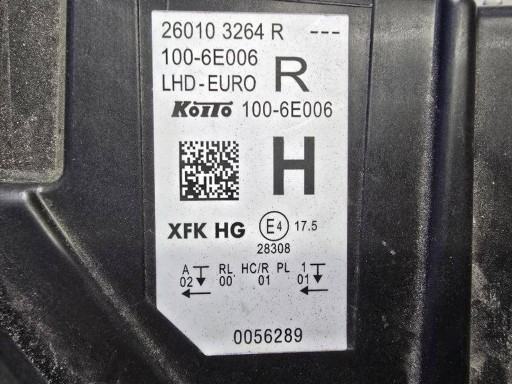 26010 3264 R ---
100-6E006
LHD-EURO R
KOITO 100-6E006
H
XFK HG E4 17.5
28308
A RL HC/R PL 1
02 00 01 01
0056289